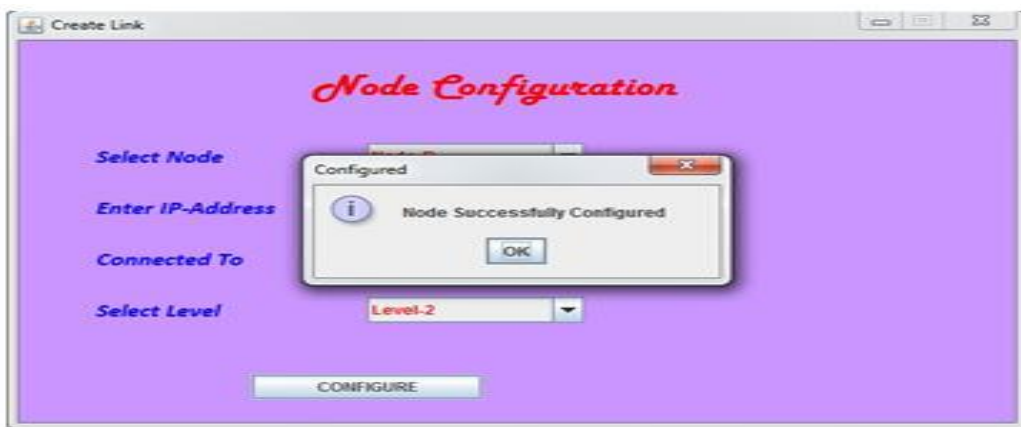 Create Link
Node Configuration
Select Node
Configured
Enter IP-Address
Node Successfully Configured
OK
Connected To
Select Level
Level-2
CONFIGURE